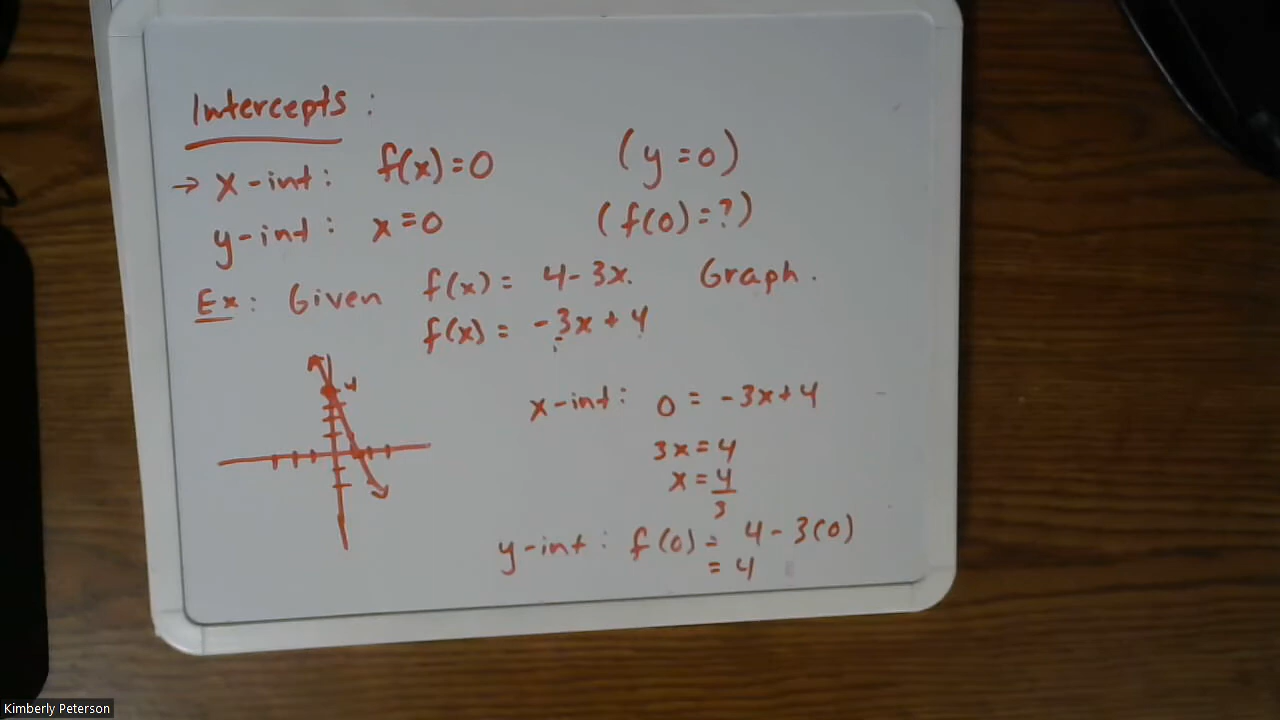 Intercepts :
→ x-int: f(x)=0 (y=0)
y-int: x=0 (f(0)=?)
Ex: Given f(x)= 4-3x. Graph.
f(x)= -3x+4
4
x-int: 0 = -3x+4
3x=4
x=4/3
y-int: f(0)= 4-3(0)
=4
Kimberly Peterson